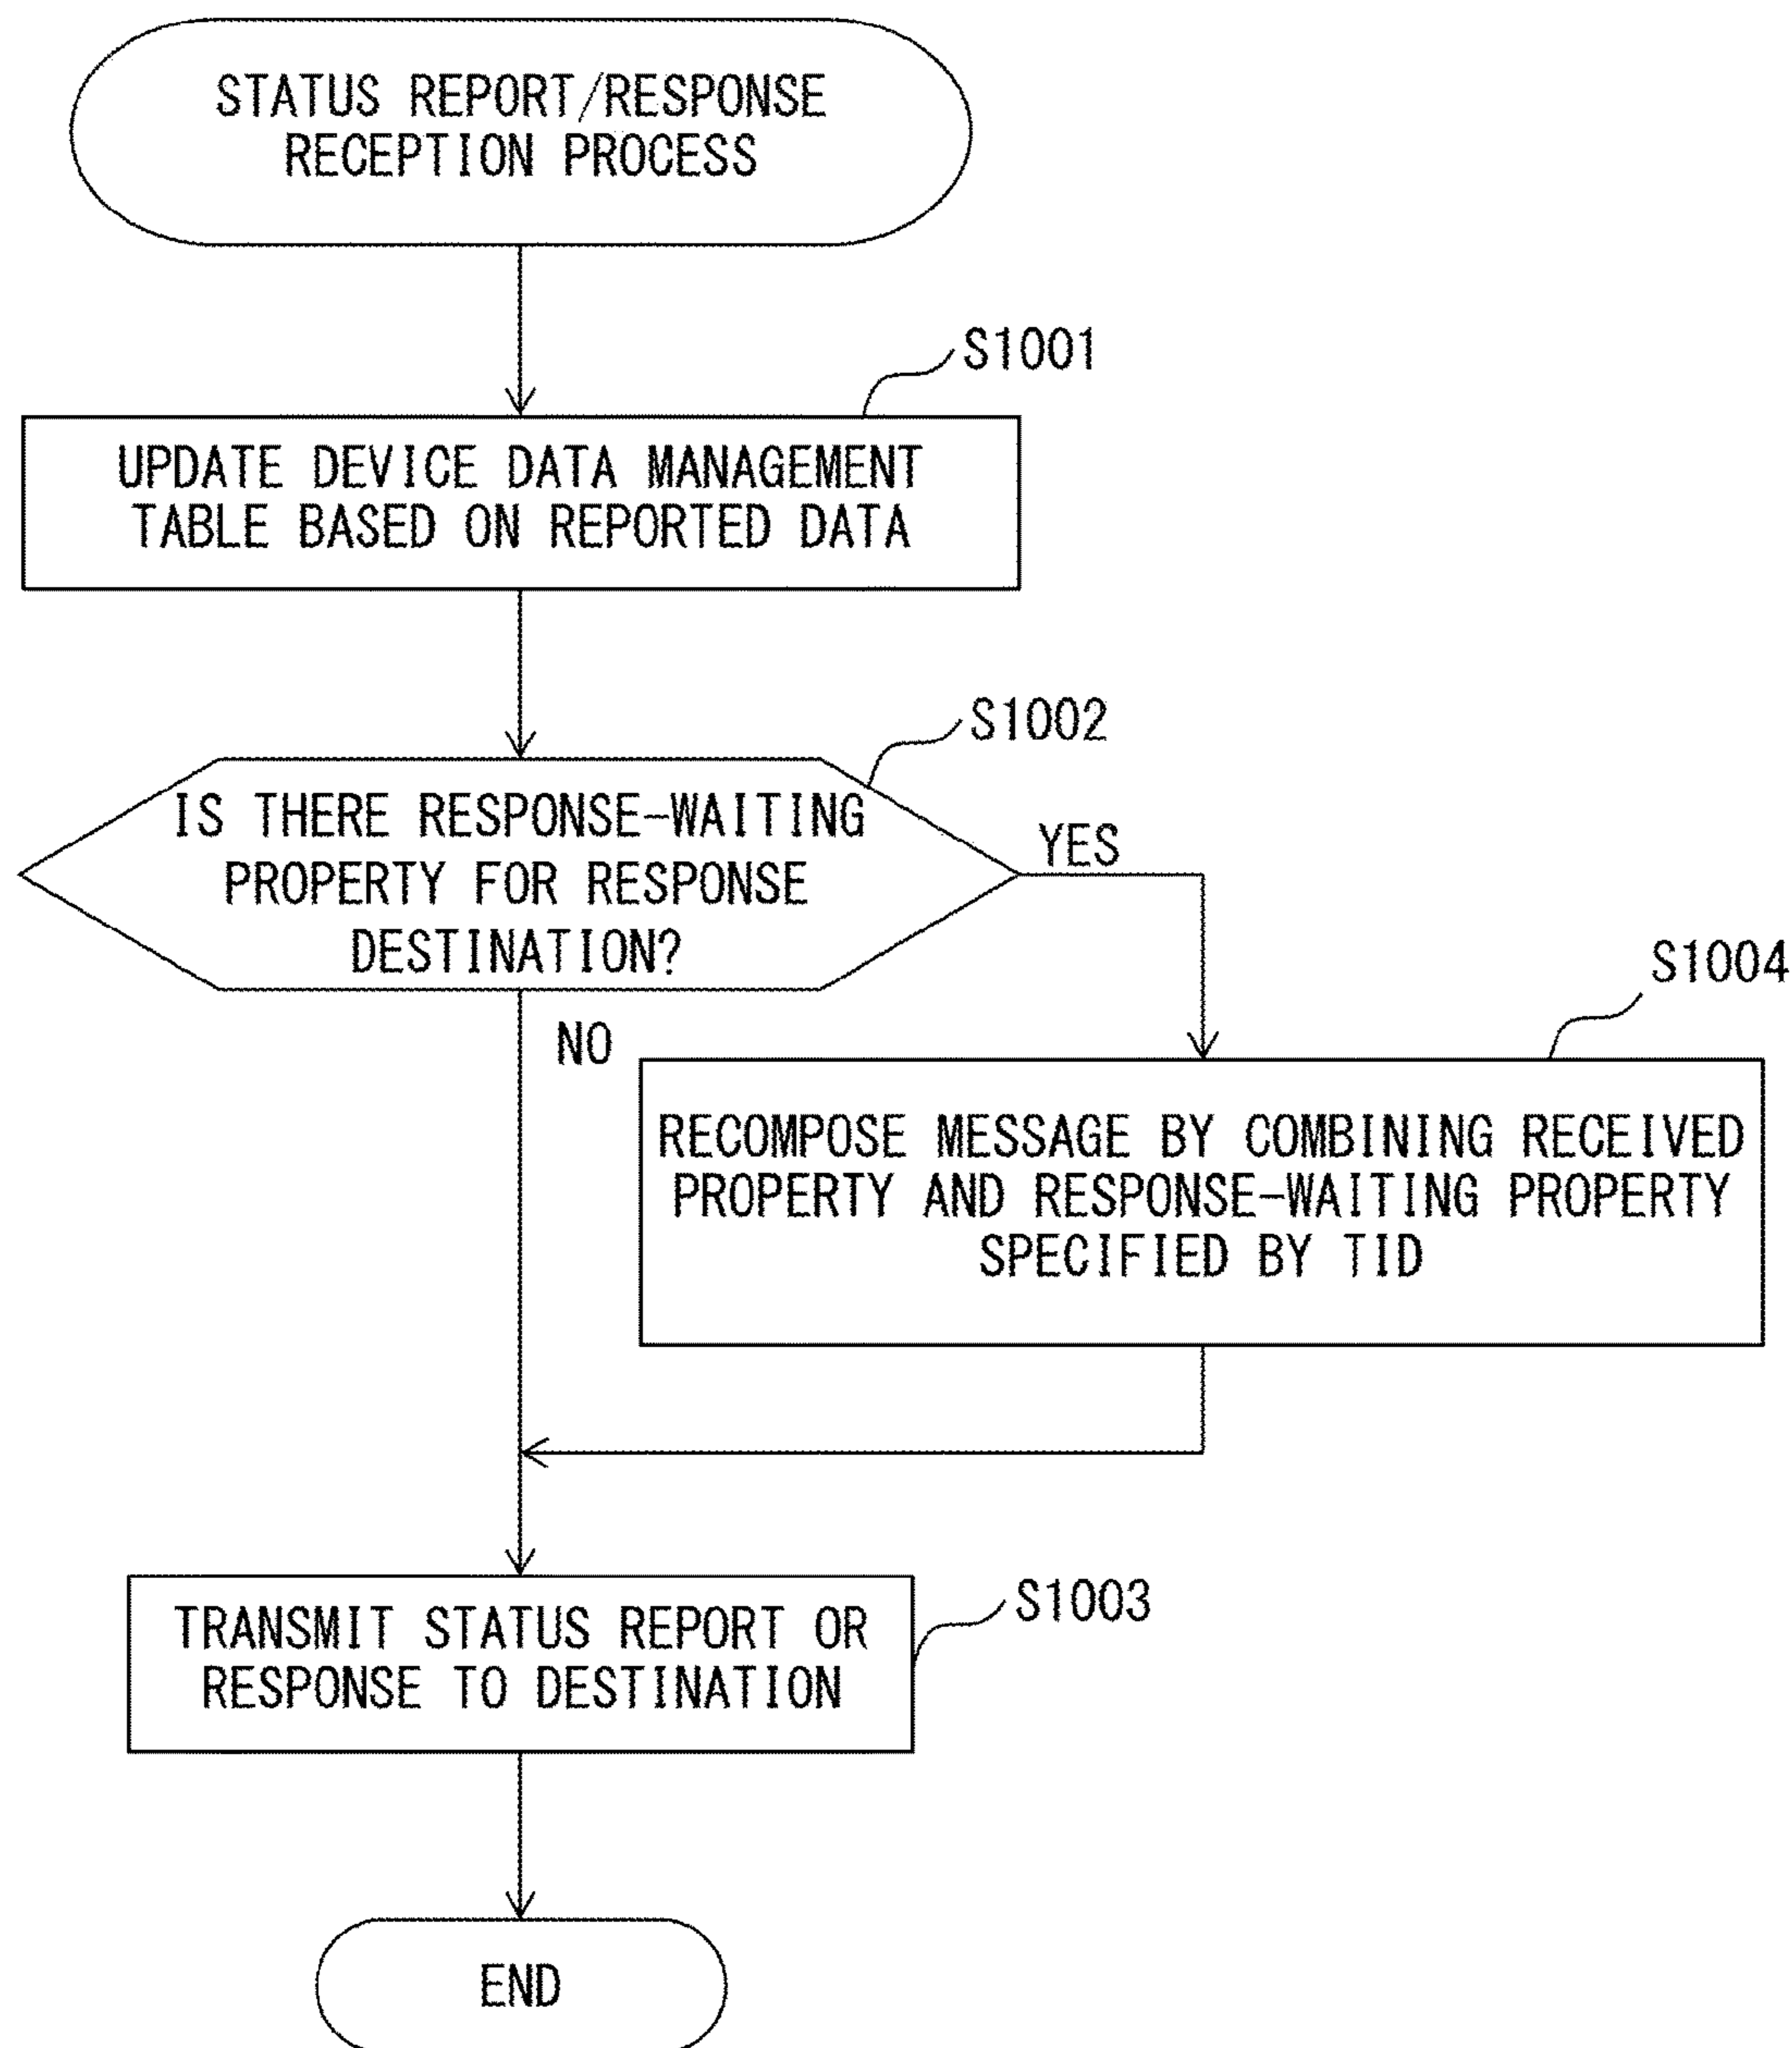 STATUS REPORT/RESPONSE
RECEPTION PROCESS
S1001
UPDATE DEVICE DATA MANAGEMENT
TABLE BASED ON REPORTED DATA
S1002
IS THERE RESPONSE-WAITING
PROPERTY FOR RESPONSE
DESTINATION?
YES
NO
S1004
RECOMPOSE MESSAGE BY COMBINING RECEIVED
PROPERTY AND RESPONSE-WAITING PROPERTY
SPECIFIED BY TID
S1003
TRANSMIT STATUS REPORT OR
RESPONSE TO DESTINATION
END